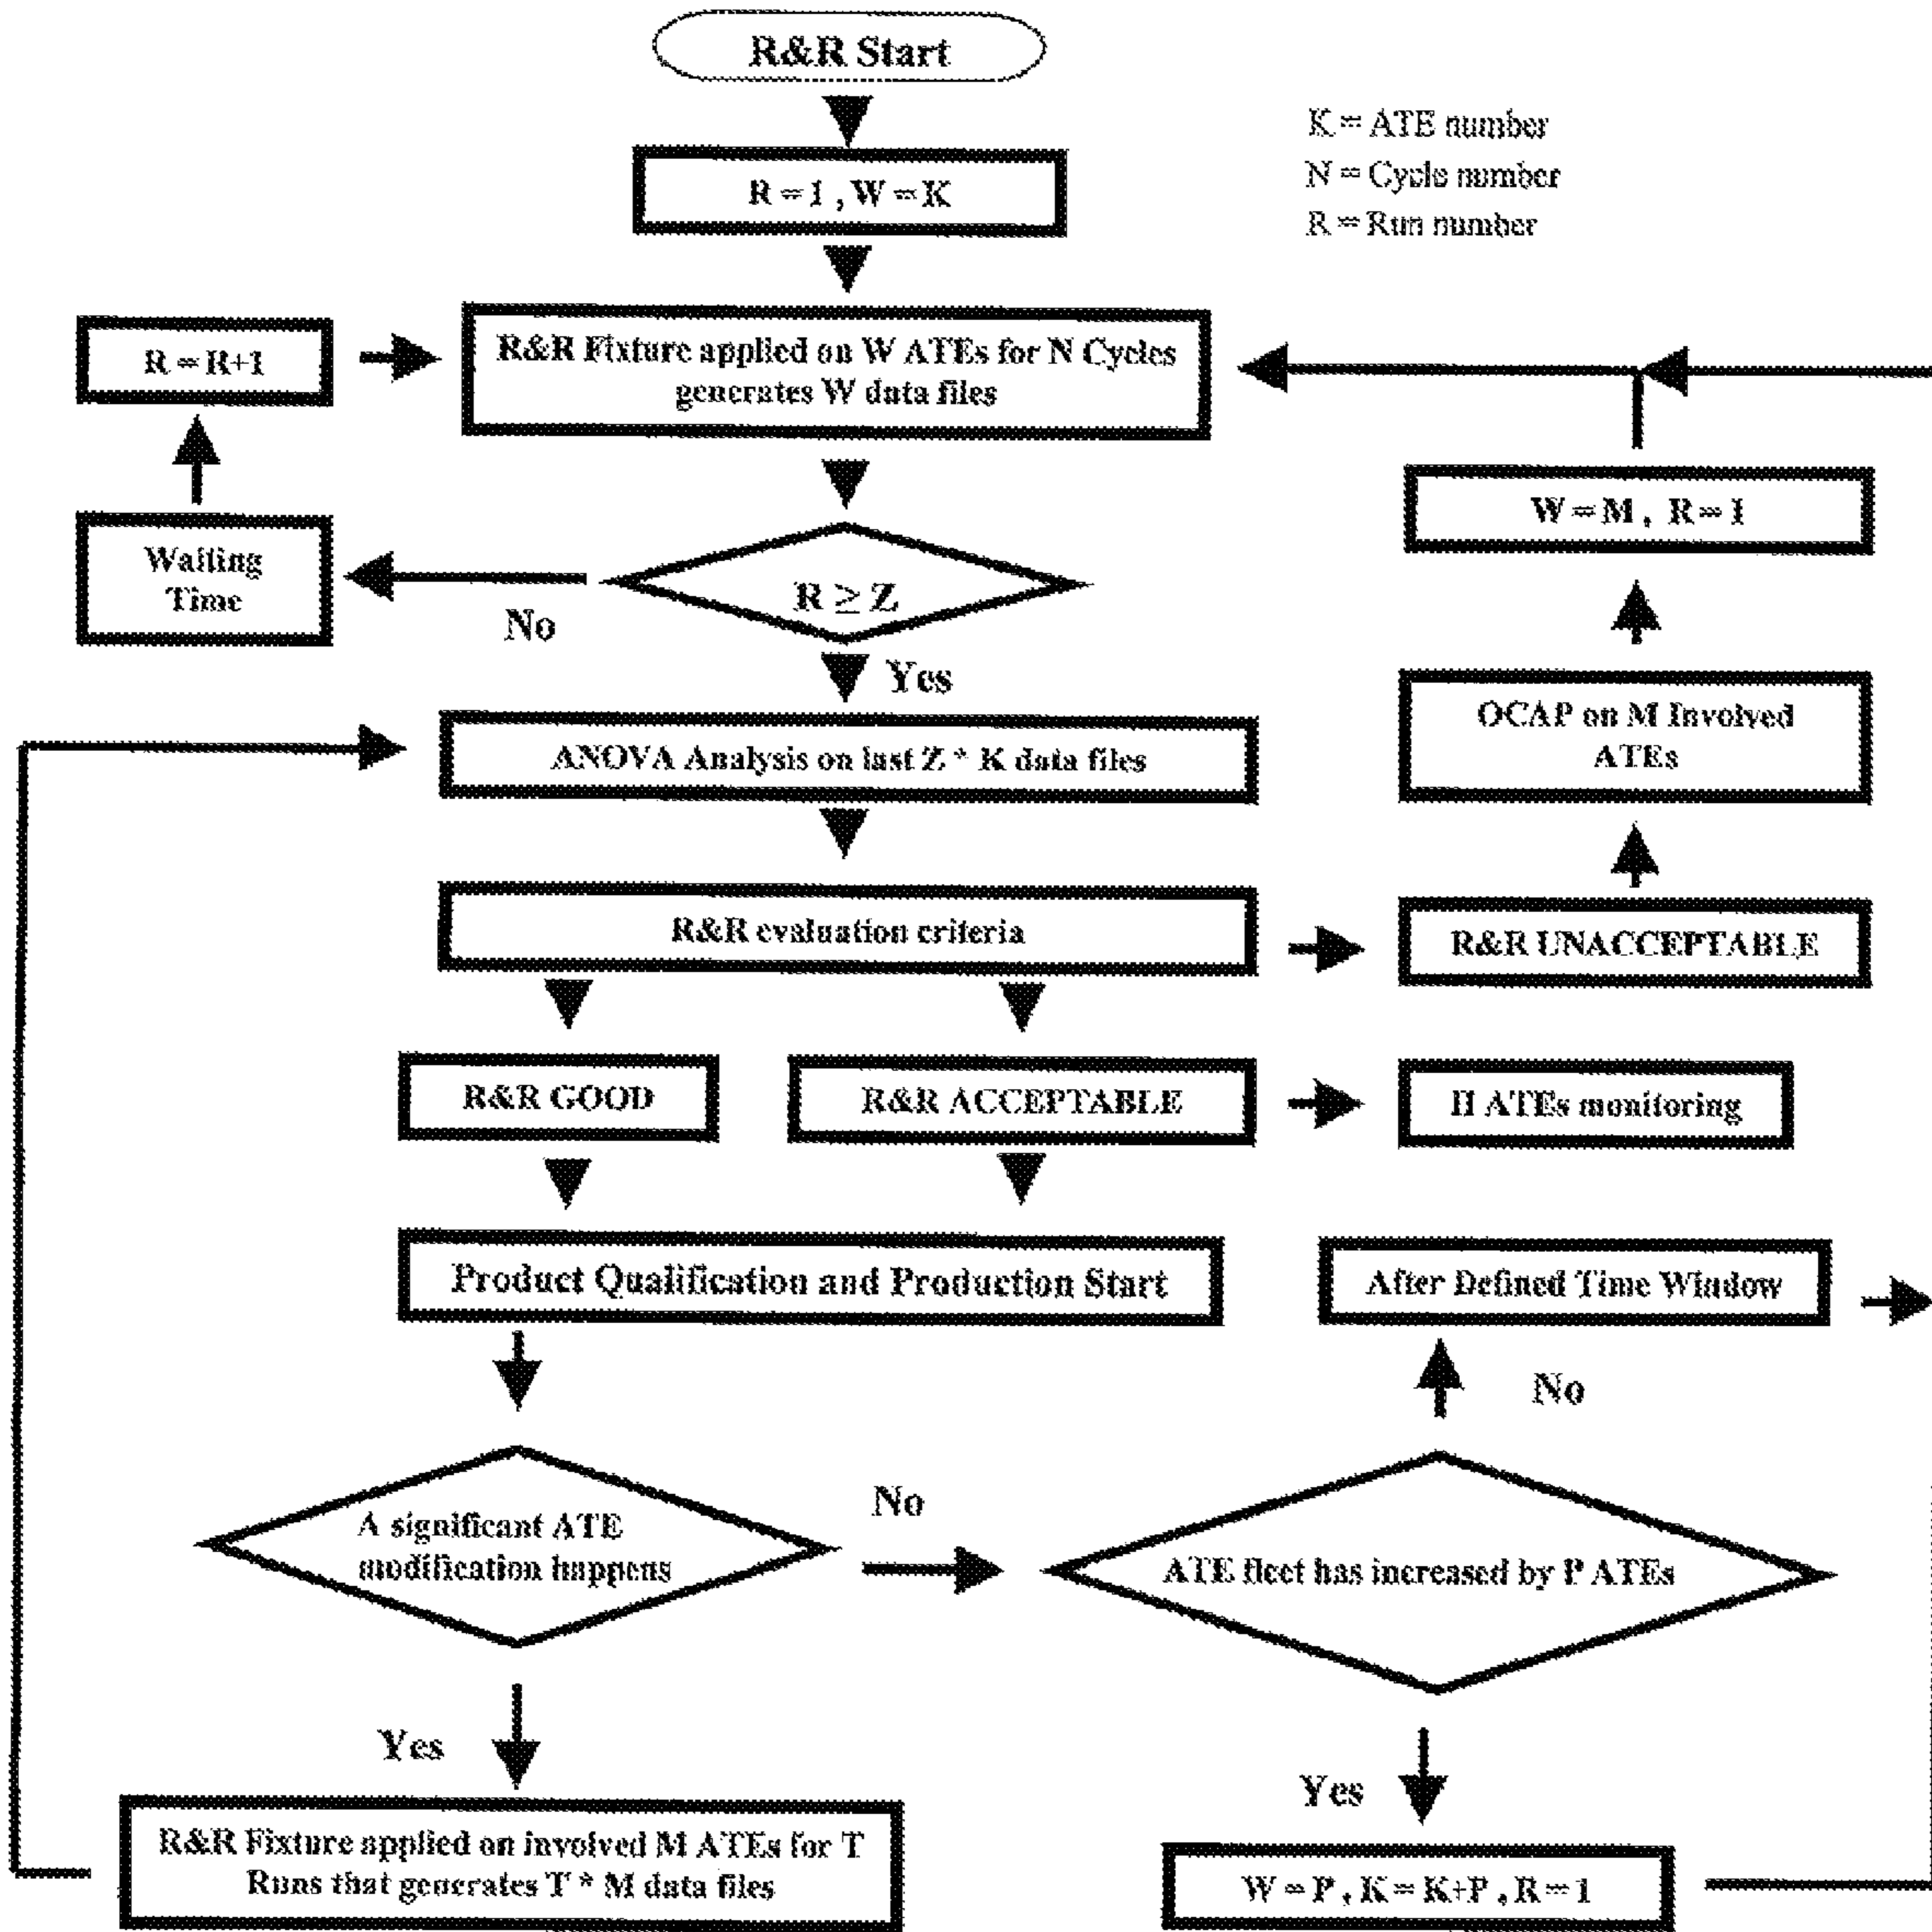 R&R Start
K = ATE number
N = Cycle number
R = Run number
R = 1 , W = K
R = R+1
R&R Fixture applied on W ATEs for N Cycles
generates W data files
W = M , R = 1
Waiting
Time
No
R ≥ Z
Yes
OCAP on M Involved
ATEs
ANOVA Analysis on last Z * K data files
R&R evaluation criteria
R&R UNACCEPTABLE
R&R GOOD
R&R ACCEPTABLE
H ATEs monitoring
Product Qualification and Production Start
After Defined Time Window
No
A significant ATE
modification happens
No
ATE fleet has increased by P ATEs
Yes
Yes
R&R Fixture applied on involved M ATEs for T
Runs that generates T * M data files
W = P , K = K+P , R = 1